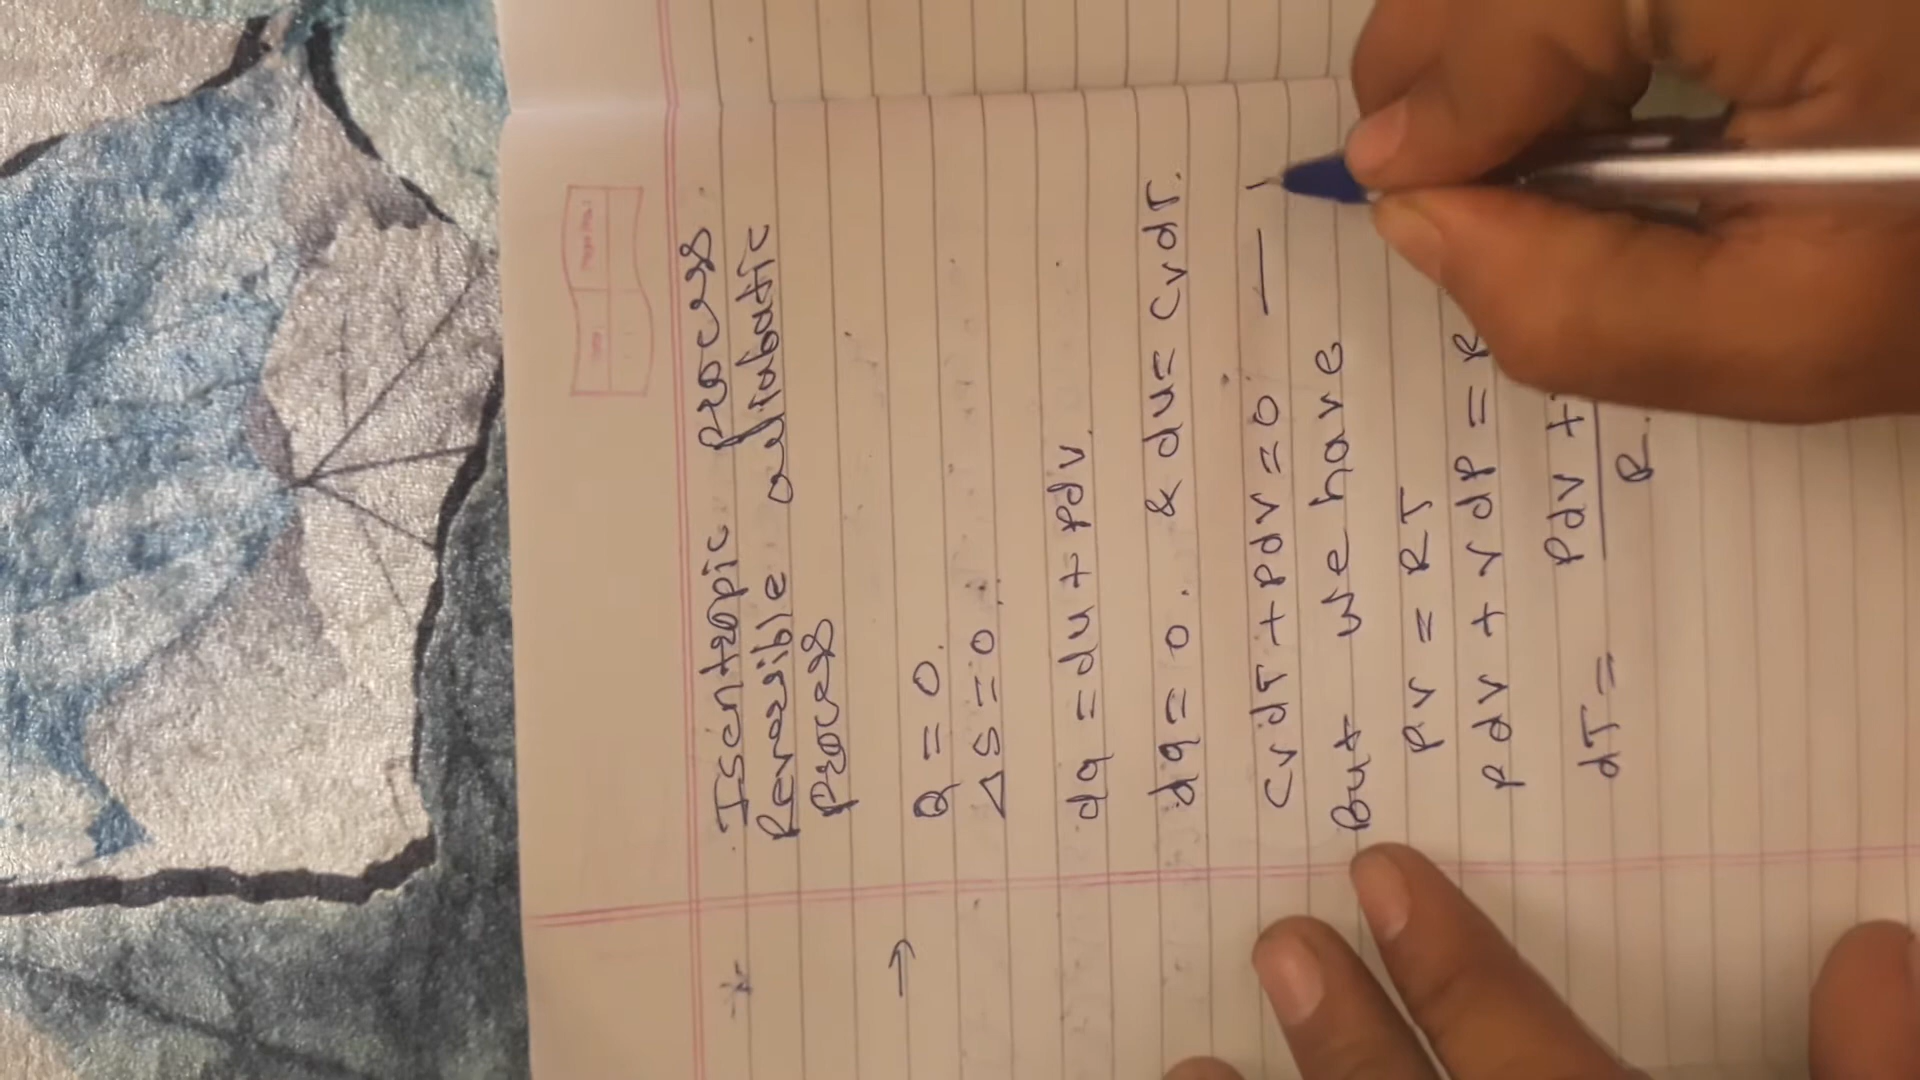 * Isentropic process.
Reversible adiabatic
process
→ Q = 0.
Δs = 0.
dq = du + pdv.
dq = 0. & du = cvdT.
cvdT + pdv = 0 —
But we have
Pv = RT
pdv + vdp = R
dT = Pdv +
R.